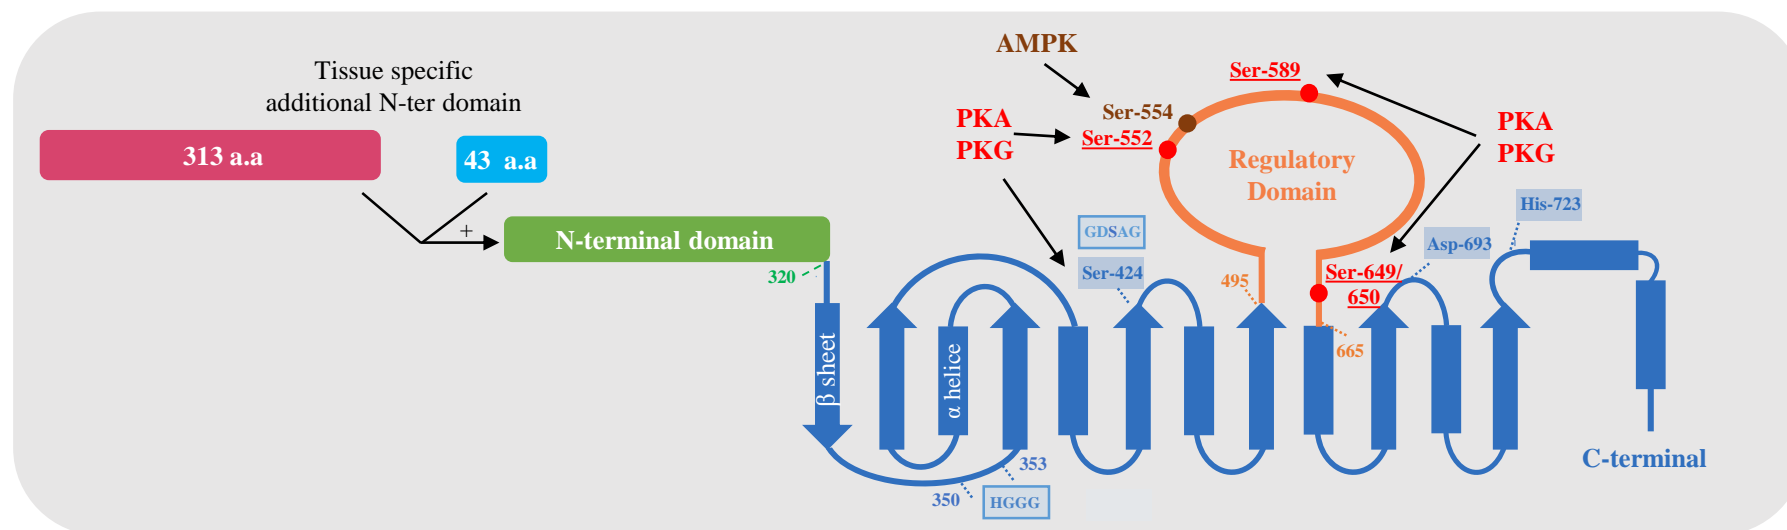 Tissue specific
additional N-ter domain
313 a.a
43 a.a
+
N-terminal domain
320
β sheet
α helice
350
353
HGGG
AMPK
PKA
PKG
Ser-554
Ser-552
Ser-589
Regulatory
Domain
PKA
PKG
GDSAG
Ser-424
495
Ser-649/
650
665
Asp-693
His-723
C-terminal